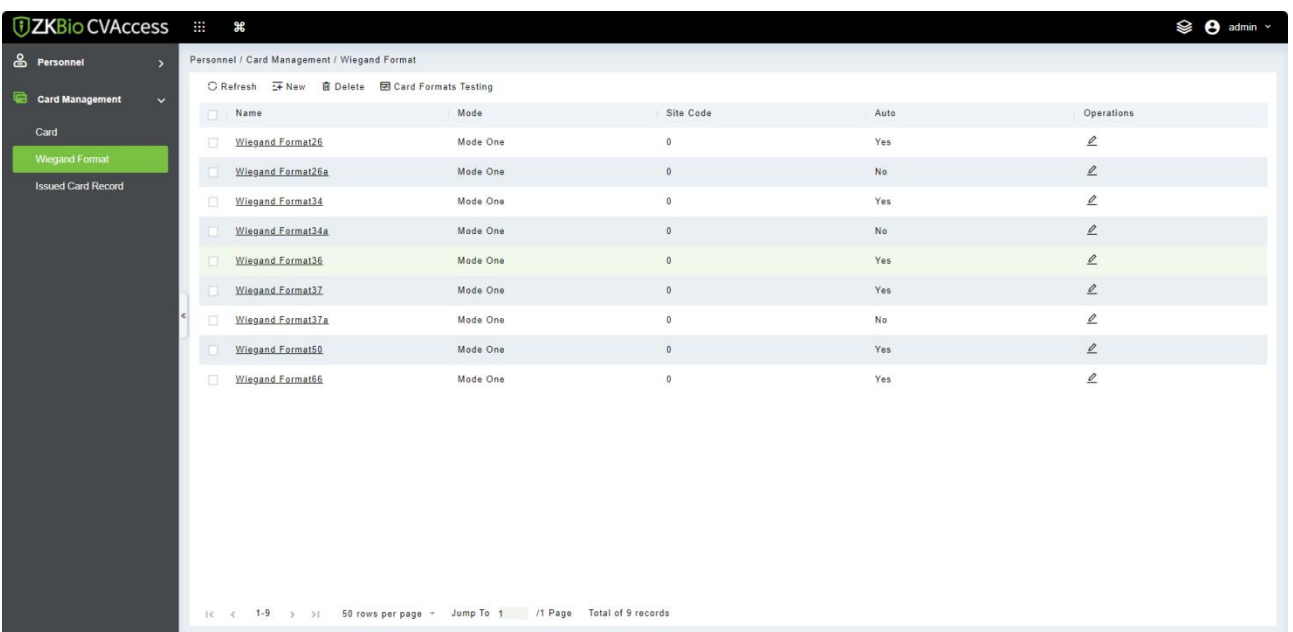 ZKBio CVAccess admin
Personnel
Card Management
Card
Wiegand Format
Issued Card Record
Personnel / Card Management / Wiegand Format
Refresh New Delete Card Formats Testing
Name Mode Site Code Auto Operations
Wiegand Format26 Mode One 0 Yes
Wiegand Format26a Mode One 0 No
Wiegand Format34 Mode One 0 Yes
Wiegand Format34a Mode One 0 No
Wiegand Format36 Mode One 0 Yes
Wiegand Format37 Mode One 0 Yes
Wiegand Format37a Mode One 0 No
Wiegand Format50 Mode One 0 Yes
Wiegand Format66 Mode One 0 Yes
1-9 50 rows per page Jump To 1 /1 Page Total of 9 records